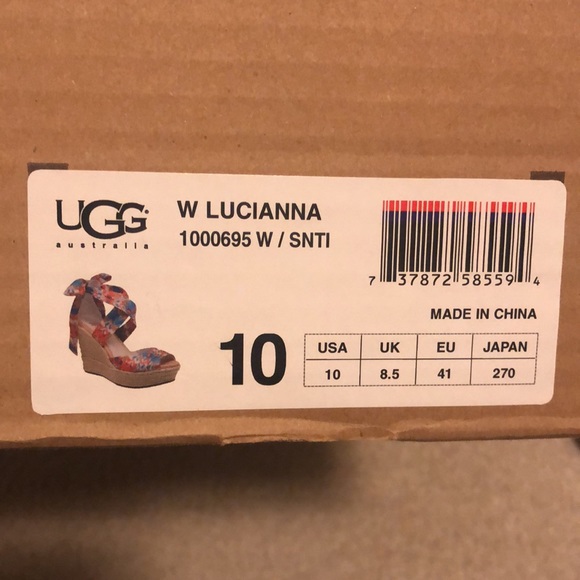 UGG®
australia
W LUCIANNA
1000695 W / SNTI
7 37872 58559 4
MADE IN CHINA
10
USA UK EU JAPAN
10 8.5 41 270